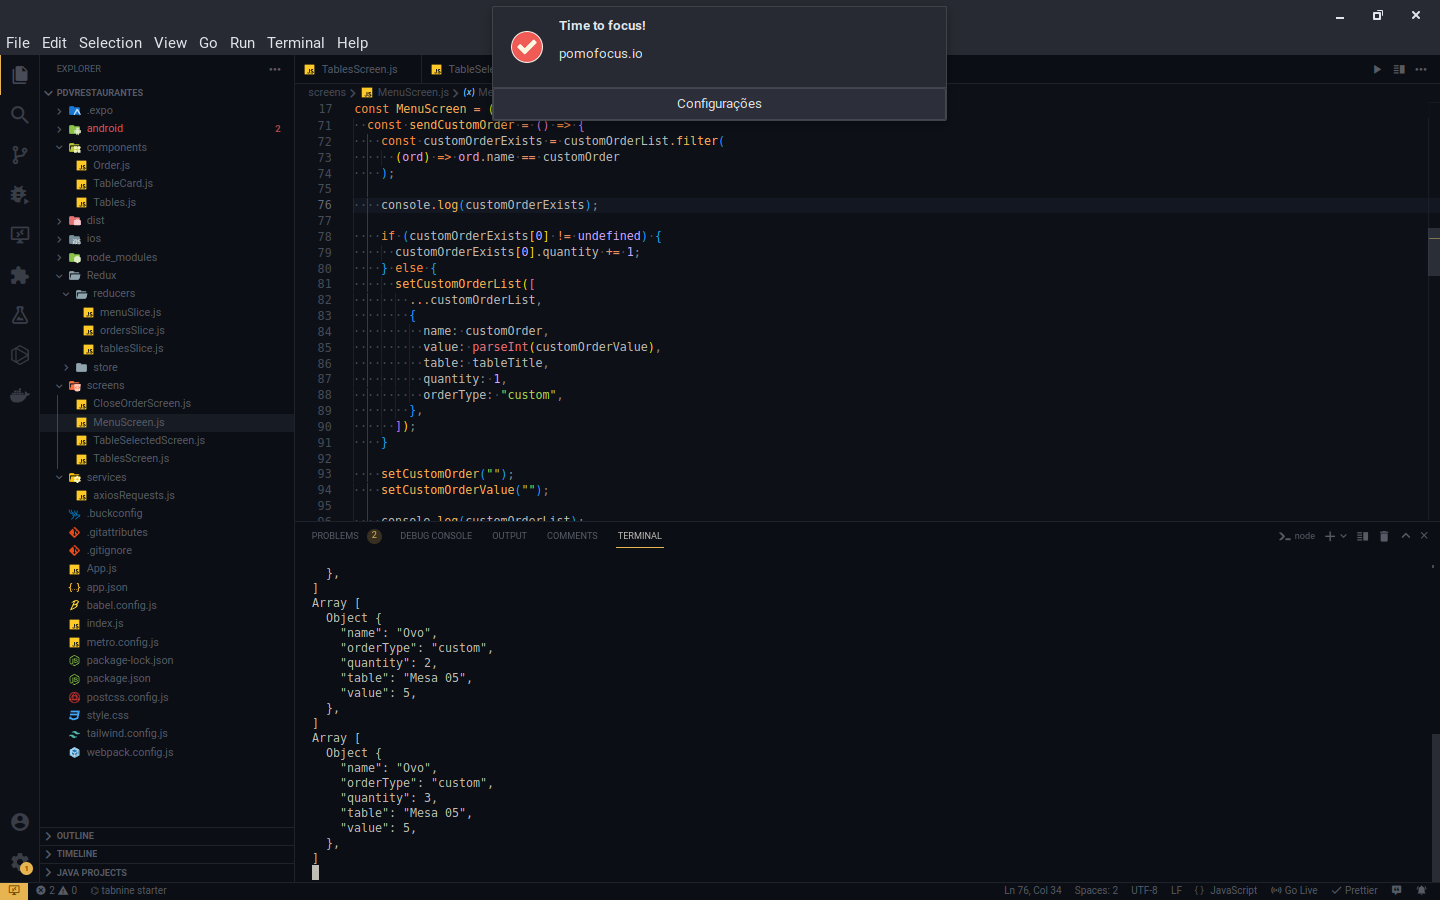 Time to focus!
pomofocus.io
Configurações
File Edit Selection View Go Run Terminal Help
EXPLORER
PDVRESTAURANTES
.expo
android 2
components
Order.js
TableCard.js
Tables.js
dist
ios
node_modules
Redux
reducers
menuSlice.js
ordersSlice.js
tablesSlice.js
store
screens
CloseOrderScreen.js
MenuScreen.js
TableSelectedScreen.js
TablesScreen.js
services
axiosRequests.js
.buckconfig
.gitattributes
.gitignore
App.js
app.json
babel.config.js
index.js
metro.config.js
package-lock.json
package.json
postcss.config.js
style.css
tailwind.config.js
webpack.config.js
OUTLINE
TIMELINE
JAVA PROJECTS
TablesScreen.js
screens > MenuScreen.js >
17 const MenuScreen = (
71 const sendCustomOrder = () => {
72 const customOrderExists = customOrderList.filter(
73 (ord) => ord.name == customOrder
74 );
75
76 console.log(customOrderExists);
77
78 if (customOrderExists[0] != undefined) {
79 customOrderExists[0].quantity += 1;
80 } else {
81 setCustomOrderList([
82 ...customOrderList,
83 {
84 name: customOrder,
85 value: parseInt(customOrderValue),
86 table: tableTitle,
87 quantity: 1,
88 orderType: "custom",
89 },
90 ]);
91 }
92
93 setCustomOrder("");
94 setCustomOrderValue("");
95
96 console.log(customOrderList);
PROBLEMS 2 DEBUG CONSOLE OUTPUT COMMENTS TERMINAL
node
},
]
Array [
Object {
"name": "Ovo",
"orderType": "custom",
"quantity": 2,
"table": "Mesa 05",
"value": 5,
},
]
Array [
Object {
"name": "Ovo",
"orderType": "custom",
"quantity": 3,
"table": "Mesa 05",
"value": 5,
},
]
1
2 0 tabnine starter
Ln 76, Col 34 Spaces: 2 UTF-8 LF {} JavaScript Go Live Prettier